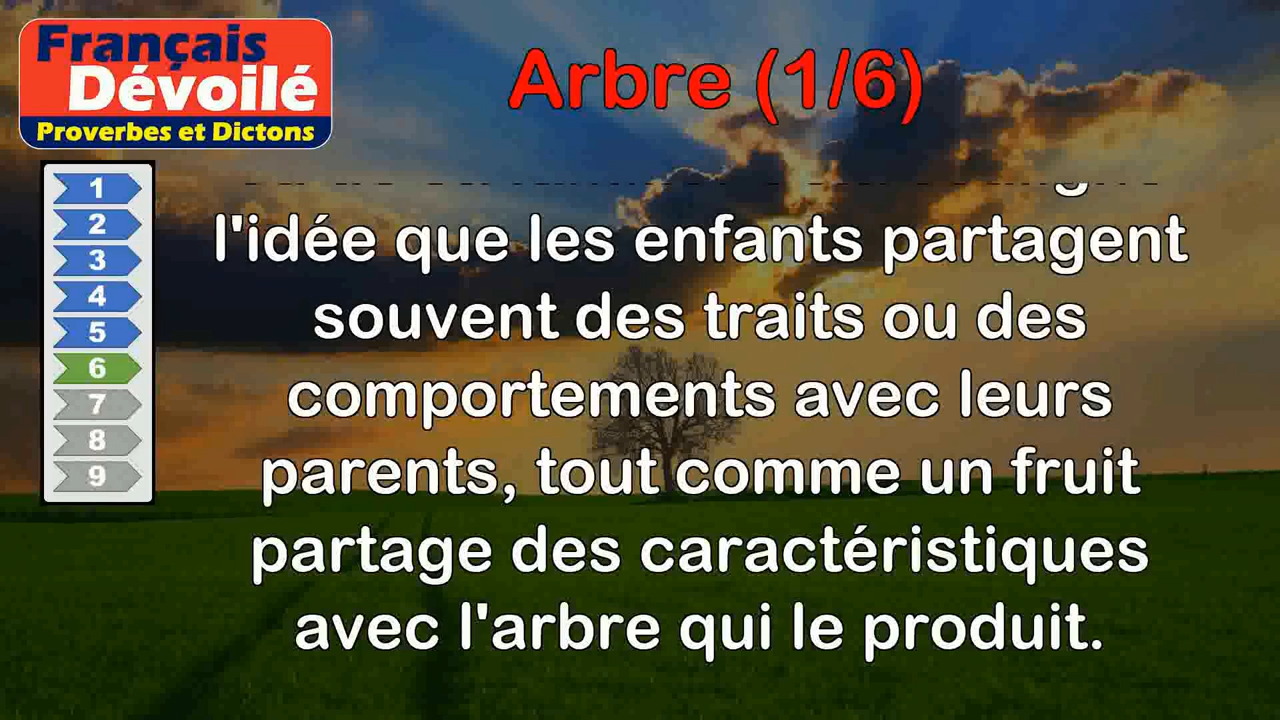 Français
Dévoilé
Proverbes et Dictons
Arbre (1/6)
1
2
3
4
5
6
7
8
9
l'idée que les enfants partagent
souvent des traits ou des
comportements avec leurs
parents, tout comme un fruit
partage des caractéristiques
avec l'arbre qui le produit.